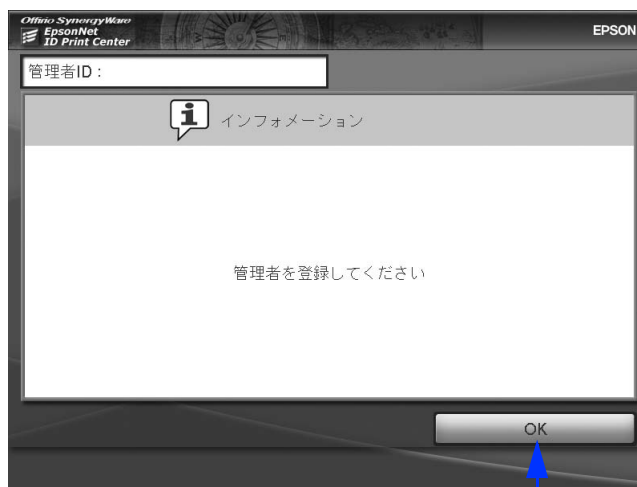 Offirio SynergyWare
EpsonNet
ID Print Center
EPSON
管理者ID：
インフォメーション
管理者を登録してください
OK